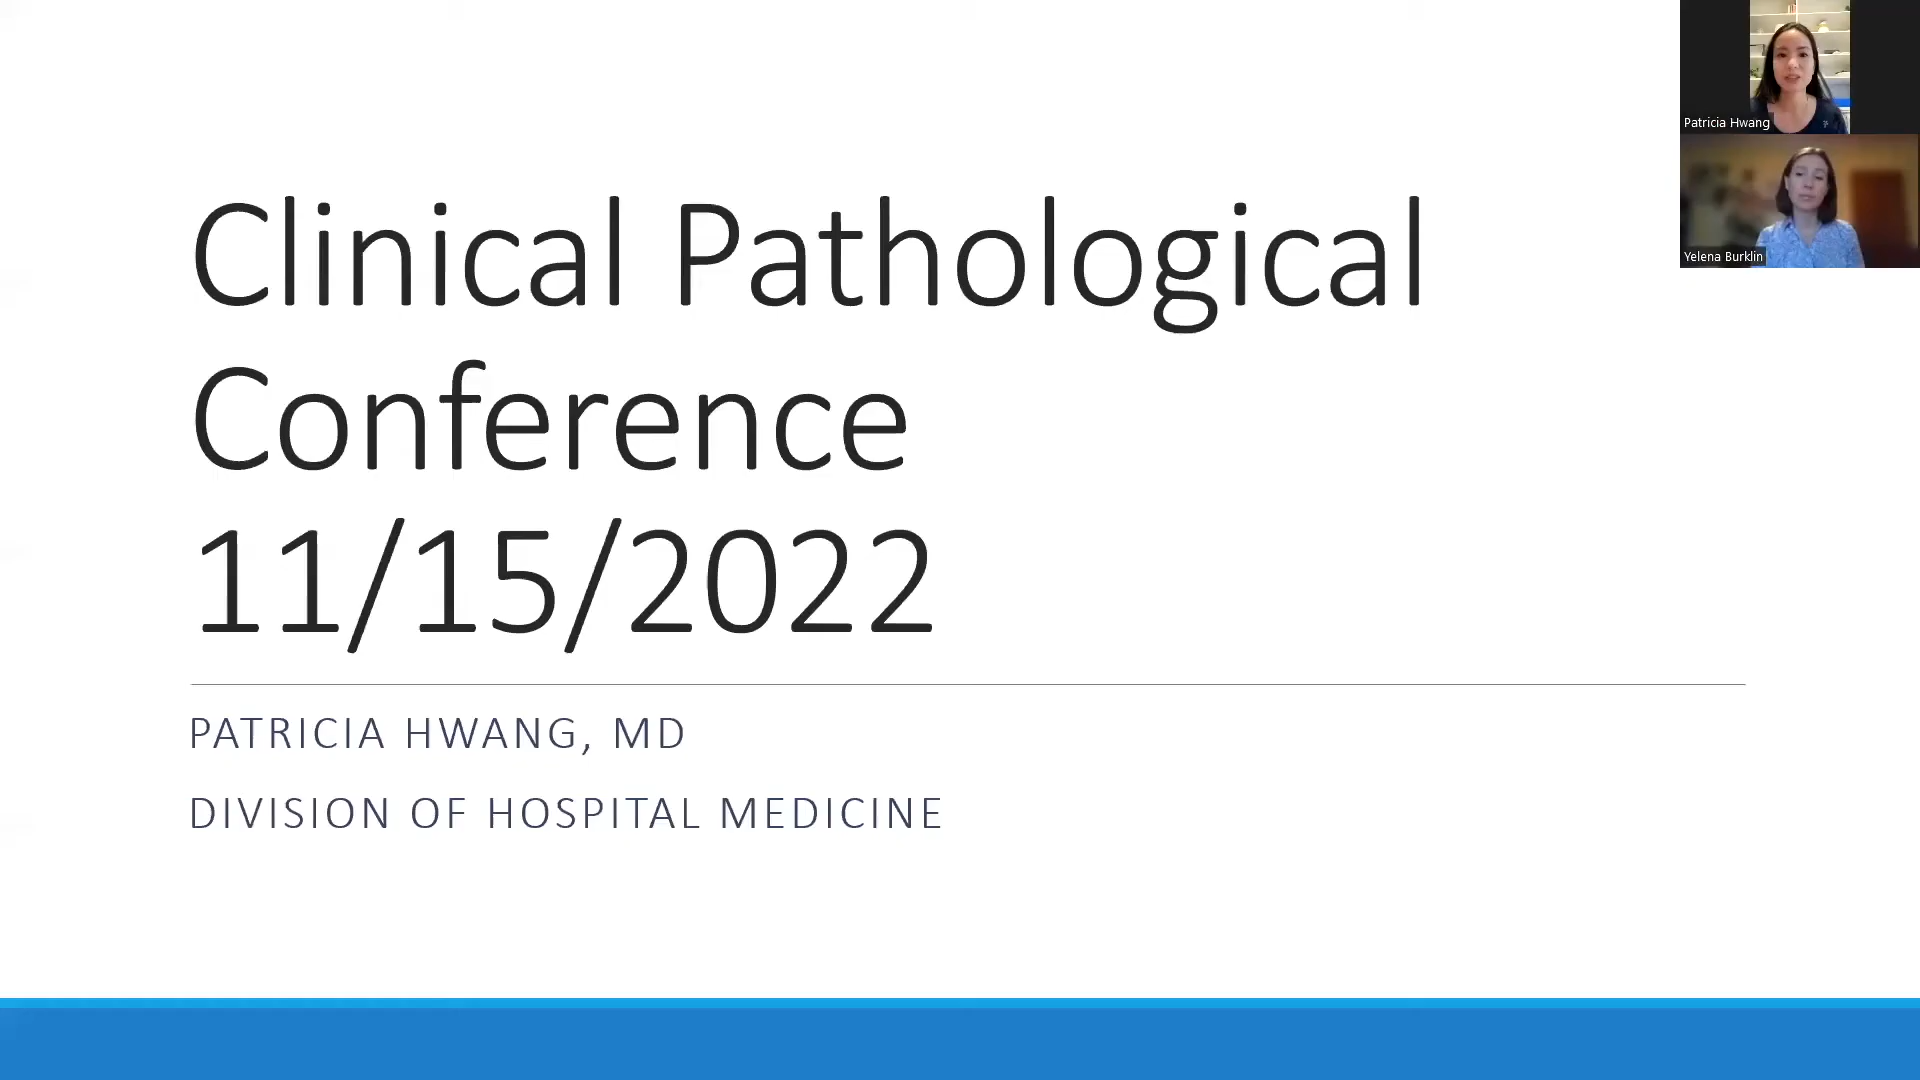 Clinical Pathological
Conference
11/15/2022
PATRICIA HWANG, MD
DIVISION OF HOSPITAL MEDICINE
Patricia Hwang
Yelena Burklin